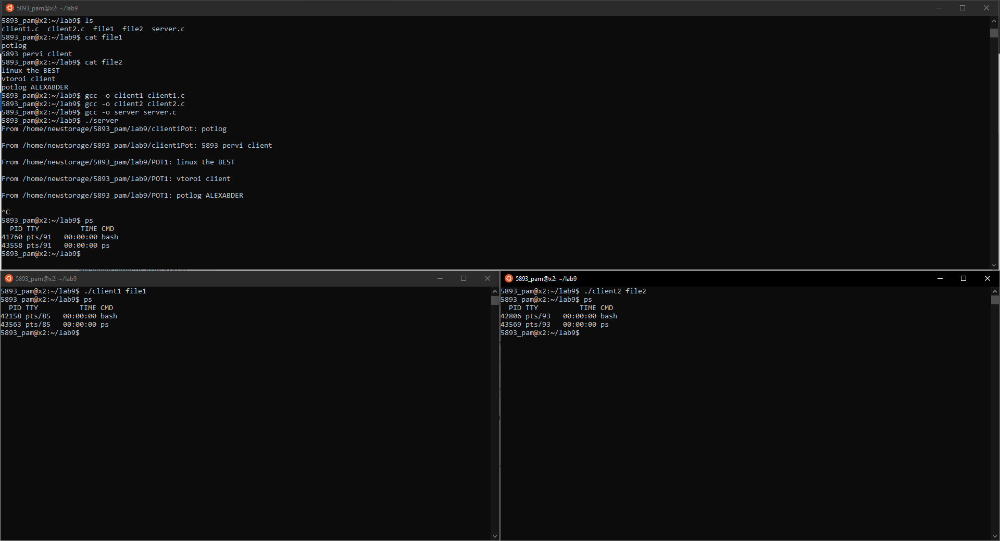 5893_pam@x2: ~/lab9
5893_pam@x2:~/lab9$ ls
client1.c  client2.c  file1  file2  server.c
5893_pam@x2:~/lab9$ cat file1
potlog
5893 pervi client
5893_pam@x2:~/lab9$ cat file2
linux the BEST
vtoroi client
potlog ALEXABDER
5893_pam@x2:~/lab9$ gcc -o client1 client1.c
5893_pam@x2:~/lab9$ gcc -o client2 client2.c
5893_pam@x2:~/lab9$ gcc -o server server.c
5893_pam@x2:~/lab9$ ./server
From /home/newstorage/5893_pam/lab9/client1Pot: potlog
From /home/newstorage/5893_pam/lab9/client1Pot: 5893 pervi client
From /home/newstorage/5893_pam/lab9/POT1: linux the BEST
From /home/newstorage/5893_pam/lab9/POT1: vtoroi client
From /home/newstorage/5893_pam/lab9/POT1: potlog ALEXABDER
^C
5893_pam@x2:~/lab9$ ps
  PID TTY          TIME CMD
41760 pts/91   00:00:00 bash
43558 pts/91   00:00:00 ps
5893_pam@x2:~/lab9$
5893_pam@x2: ~/lab9
5893_pam@x2:~/lab9$ ./client1 file1
5893_pam@x2:~/lab9$ ps
  PID TTY          TIME CMD
42158 pts/85   00:00:00 bash
43563 pts/85   00:00:00 ps
5893_pam@x2:~/lab9$
5893_pam@x2: ~/lab9
5893_pam@x2:~/lab9$ ./client2 file2
5893_pam@x2:~/lab9$ ps
  PID TTY          TIME CMD
42806 pts/93   00:00:00 bash
43569 pts/93   00:00:00 ps
5893_pam@x2:~/lab9$